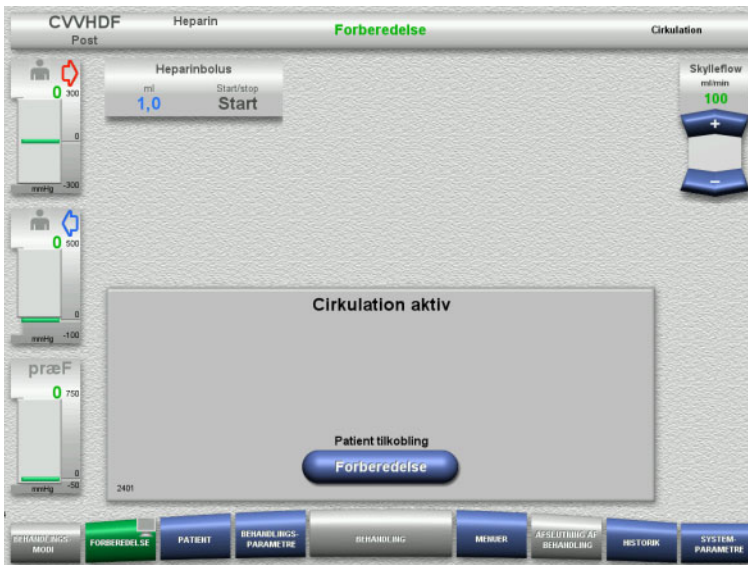 CVVHDF
Post
Heparin
Forberedelse
Cirkulation
0
300
0
mmHg
-300
Heparinbolus
ml
Start/stop
1,0
Start
Skylleflow
ml/min
100
+
−
0
500
0
mmHg
-100
præF
0
750
0
mmHg
-50
Cirkulation aktiv
Patient tilkobling
Forberedelse
2401
BEHANDLINGS-
MODI
FORBEREDELSE
PATIENT
BEHANDLINGS-
PARAMETRE
BEHANDLING
MENUER
AFSLUTNING AF
BEHANDLING
HISTORIK
SYSTEM-
PARAMETRE